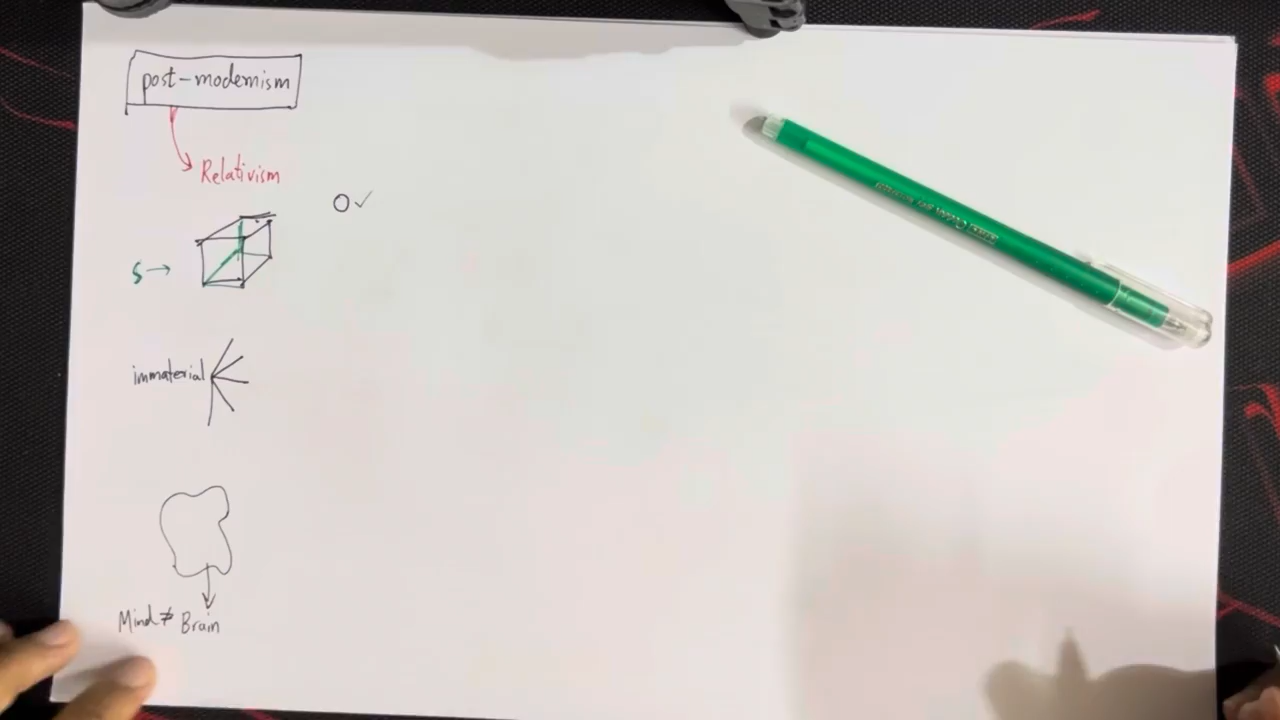 post-modernism
Relativism
O✓
S→
immaterial
Mind ≠ Brain